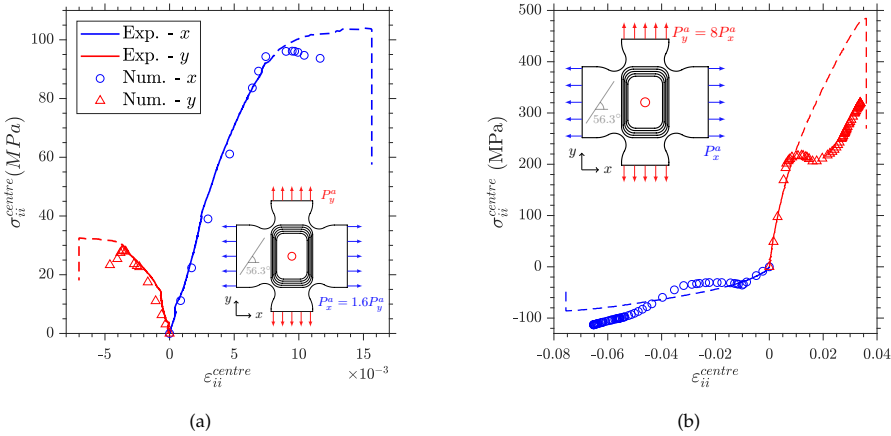 σ_ii^centre (MPa)
100
80
60
40
20
0
-5
0
5
10
15
×10^-3
ε_ii^centre
Exp. - x
Exp. - y
Num. - x
Num. - y
P_y^a
56.3°
y
x
P_x^a = 1.6P_y^a
(a)
σ_ii^centre (MPa)
500
400
300
200
100
0
-100
-0.08
-0.06
-0.04
-0.02
0
0.02
0.04
ε_ii^centre
P_y^a = 8P_x^a
56.3°
P_x^a
y
x
(b)